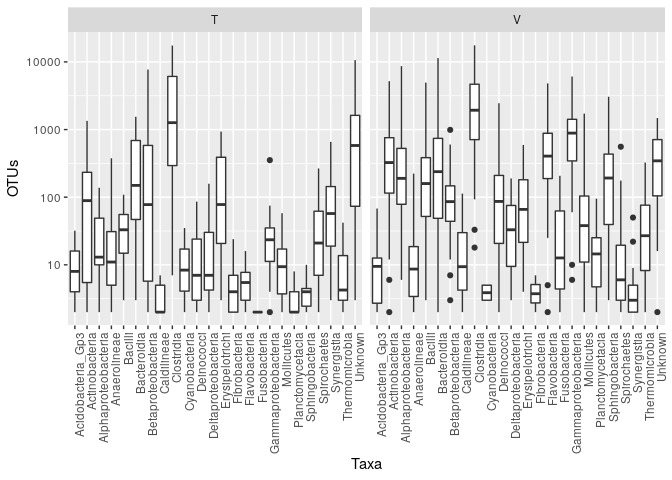 T
V
OTUs
10000
1000
100
10
Acidobacteria_Gp3
Actinobacteria
Alphaproteobacteria
Anaerolineae
Bacilli
Bacteroidia
Betaproteobacteria
Caldilineae
Clostridia
Cyanobacteria
Deinococci
Deltaproteobacteria
Erysipelotrichi
Fibrobacteria
Flavobacteria
Fusobacteria
Gammaproteobacteria
Mollicutes
Planctomycetacia
Sphingobacteria
Spirochaetes
Synergistia
Thermomicrobia
Unknown
Acidobacteria_Gp3
Actinobacteria
Alphaproteobacteria
Anaerolineae
Bacilli
Bacteroidia
Betaproteobacteria
Caldilineae
Clostridia
Cyanobacteria
Deinococci
Deltaproteobacteria
Erysipelotrichi
Fibrobacteria
Flavobacteria
Fusobacteria
Gammaproteobacteria
Mollicutes
Planctomycetacia
Sphingobacteria
Spirochaetes
Synergistia
Thermomicrobia
Unknown
Taxa